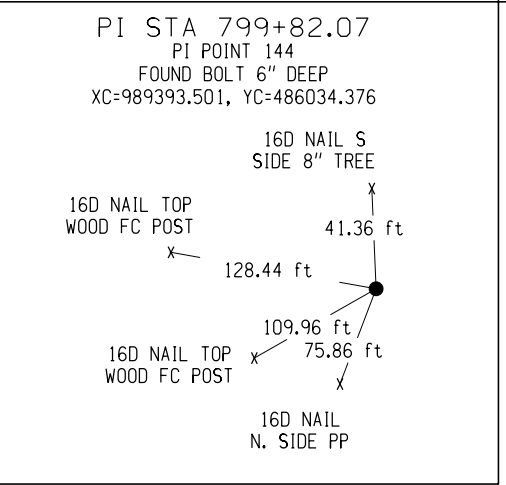 PI STA 799+82.07
PI POINT 144
FOUND BOLT 6" DEEP
XC=989393.501, YC=486034.376
16D NAIL S
SIDE 8" TREE
16D NAIL TOP
WOOD FC POST
41.36 ft
128.44 ft
109.96 ft
75.86 ft
16D NAIL TOP
WOOD FC POST
16D NAIL
N. SIDE PP